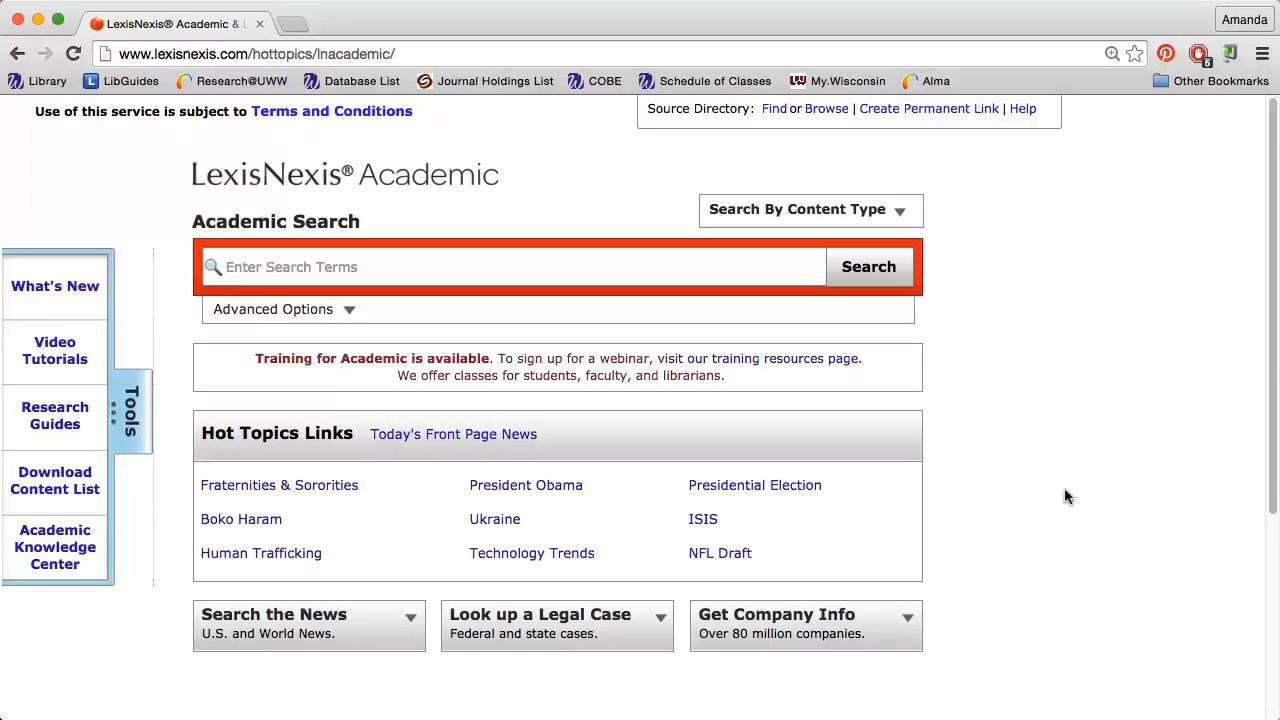 LexisNexis® Academic & L
Amanda
www.lexisnexis.com/hottopics/lnacademic/
5
Library
LibGuides
Research@UWW
Database List
Journal Holdings List
COBE
Schedule of Classes
My.Wisconsin
Alma
Other Bookmarks
Use of this service is subject to Terms and Conditions
Source Directory: Find or Browse | Create Permanent Link | Help
LexisNexis® Academic
Search By Content Type
Academic Search
Enter Search Terms
Search
Advanced Options
What's New
Video
Tutorials
Research
Guides
Download
Content List
Academic
Knowledge
Center
Tools
Training for Academic is available. To sign up for a webinar, visit our training resources page.
We offer classes for students, faculty, and librarians.
Hot Topics Links Today's Front Page News
Fraternities & Sororities President Obama Presidential Election
Boko Haram Ukraine ISIS
Human Trafficking Technology Trends NFL Draft
Search the News
U.S. and World News.
Look up a Legal Case
Federal and state cases.
Get Company Info
Over 80 million companies.